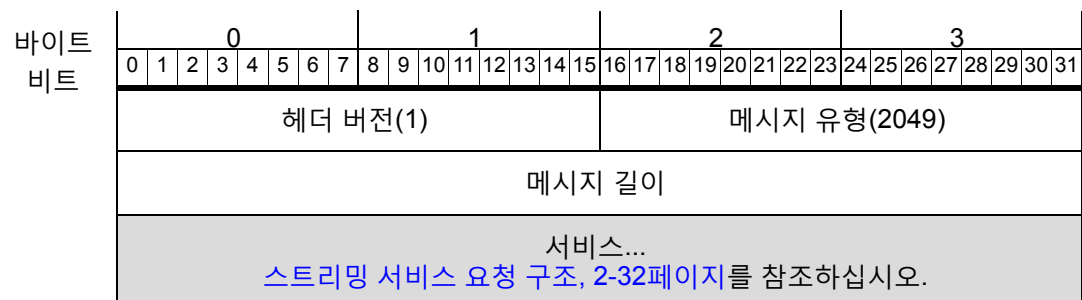 바이트 0 1 2 3
비트 0 1 2 3 4 5 6 7 8 9 10 11 12 13 14 15 16 17 18 19 20 21 22 23 24 25 26 27 28 29 30 31
헤더 버전(1) 메시지 유형(2049)
메시지 길이
서비스...
스트리밍 서비스 요청 구조, 2-32페이지를 참조하십시오.